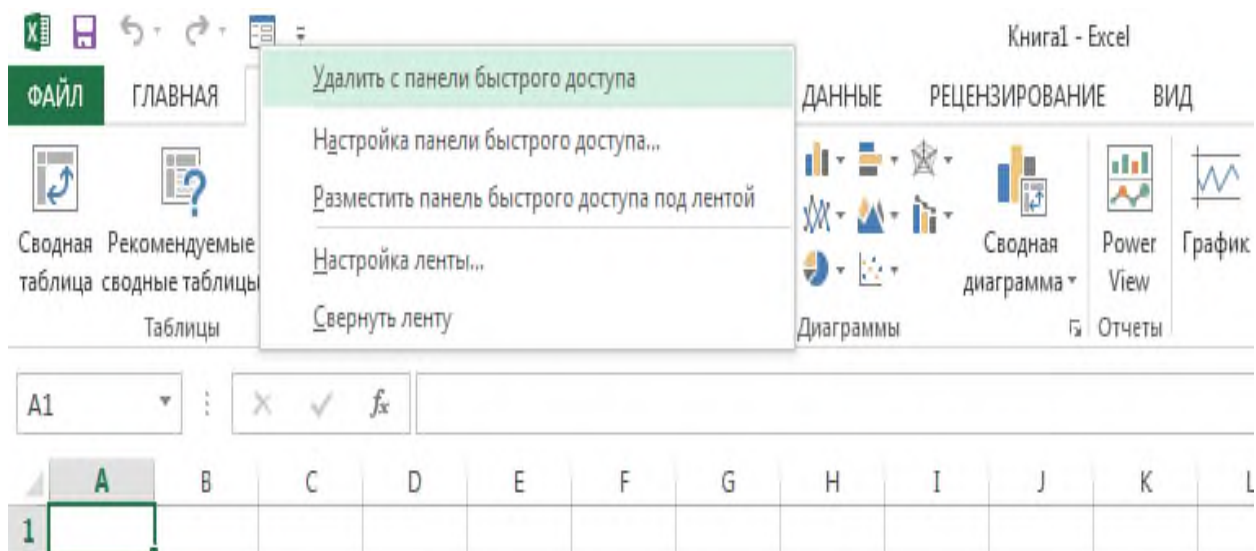 Книга1 - Excel
ФАЙЛ ГЛАВНАЯ ДАННЫЕ РЕЦЕНЗИРОВАНИЕ ВИД
Удалить с панели быстрого доступа
Настройка панели быстрого доступа...
Разместить панель быстрого доступа под лентой
Настройка ленты...
Свернуть ленту
Сводная
таблица
Рекомендуемые
сводные таблицы
Таблицы
Сводная
диаграмма
Диаграммы
Power
View
Отчеты
График
A1
fx
A B C D E F G H I J K L
1